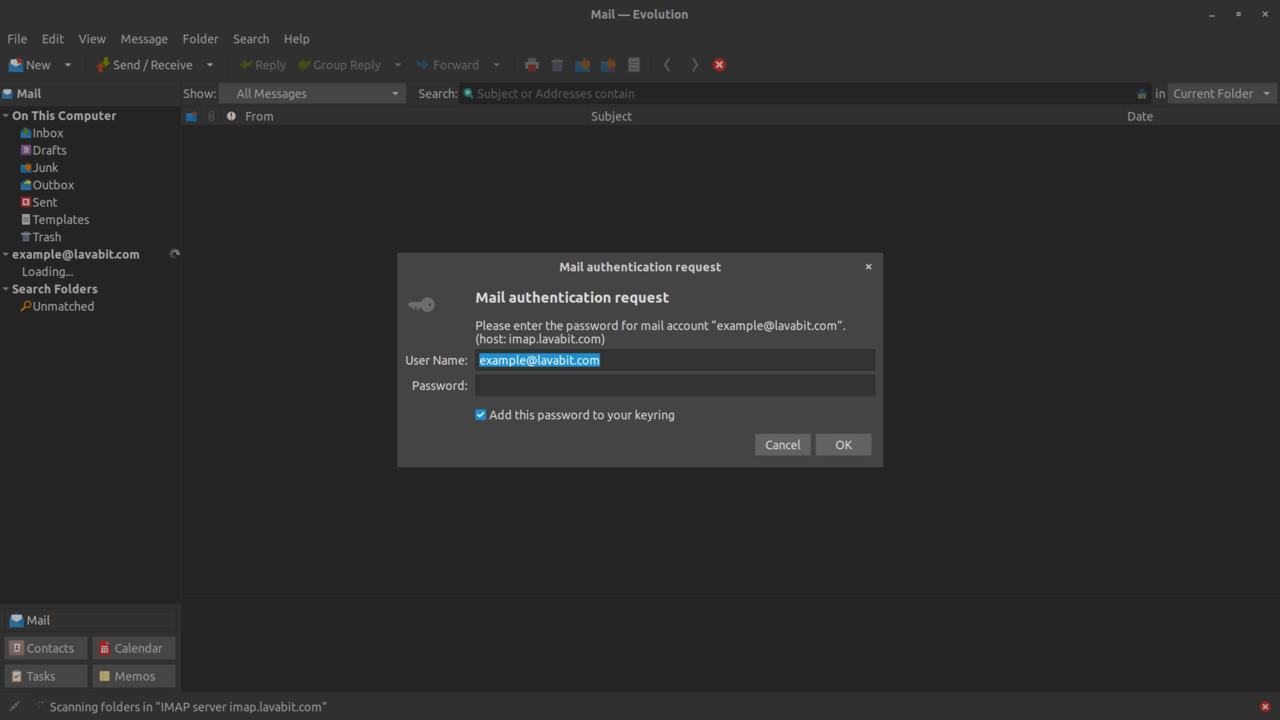 Mail — Evolution
File Edit View Message Folder Search Help
New Send / Receive Reply Group Reply Forward
Mail Show: All Messages Search: Subject or Addresses contain in Current Folder
On This Computer From Subject Date
Inbox
Drafts
Junk
Outbox
Sent
Templates
Trash
example@lavabit.com
Loading...
Search Folders
Unmatched
Mail authentication request
Mail authentication request
Please enter the password for mail account “example@lavabit.com”.
(host: imap.lavabit.com)
User Name: example@lavabit.com
Password:
Add this password to your keyring
Cancel OK
Mail
Contacts Calendar
Tasks Memos
Scanning folders in “IMAP server imap.lavabit.com”